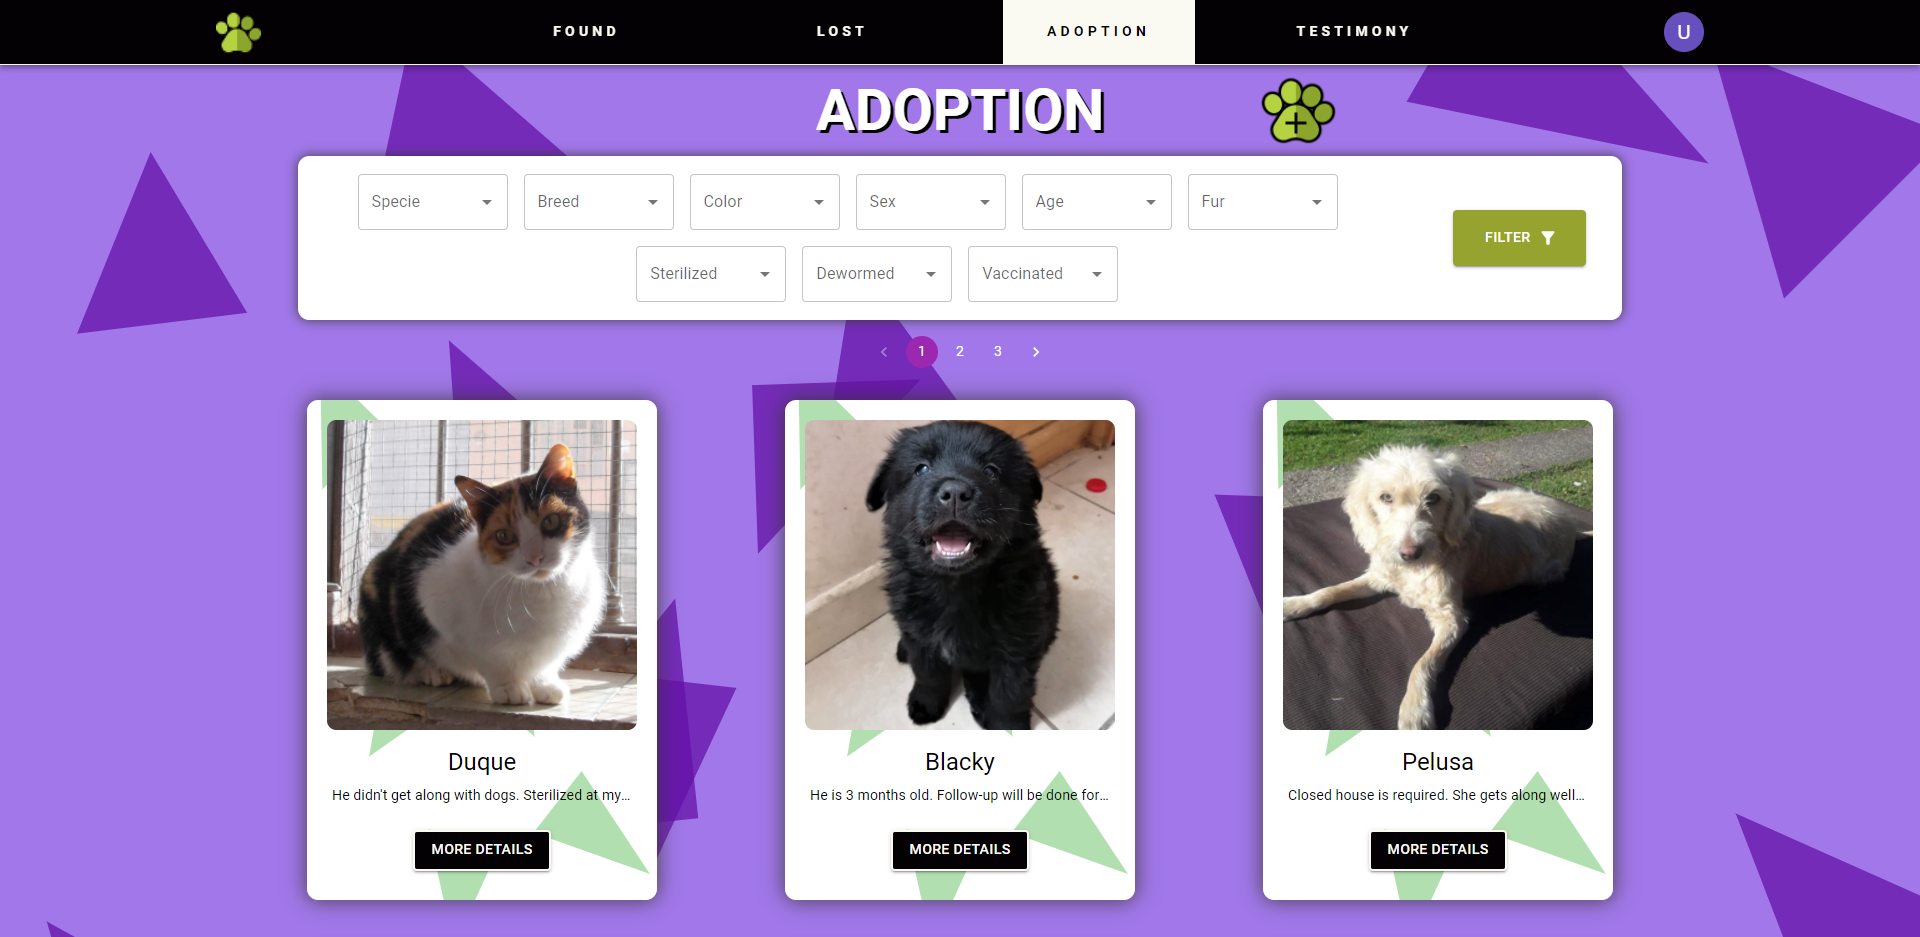 FOUND LOST ADOPTION TESTIMONY U
ADOPTION
Specie Breed Color Sex Age Fur
FILTER
Sterilized Dewormed Vaccinated
1 2 3
Duque Blacky Pelusa
He didn't get along with dogs. Sterilized at my... He is 3 months old. Follow-up will be done for... Closed house is required. She gets along well...
MORE DETAILS MORE DETAILS MORE DETAILS